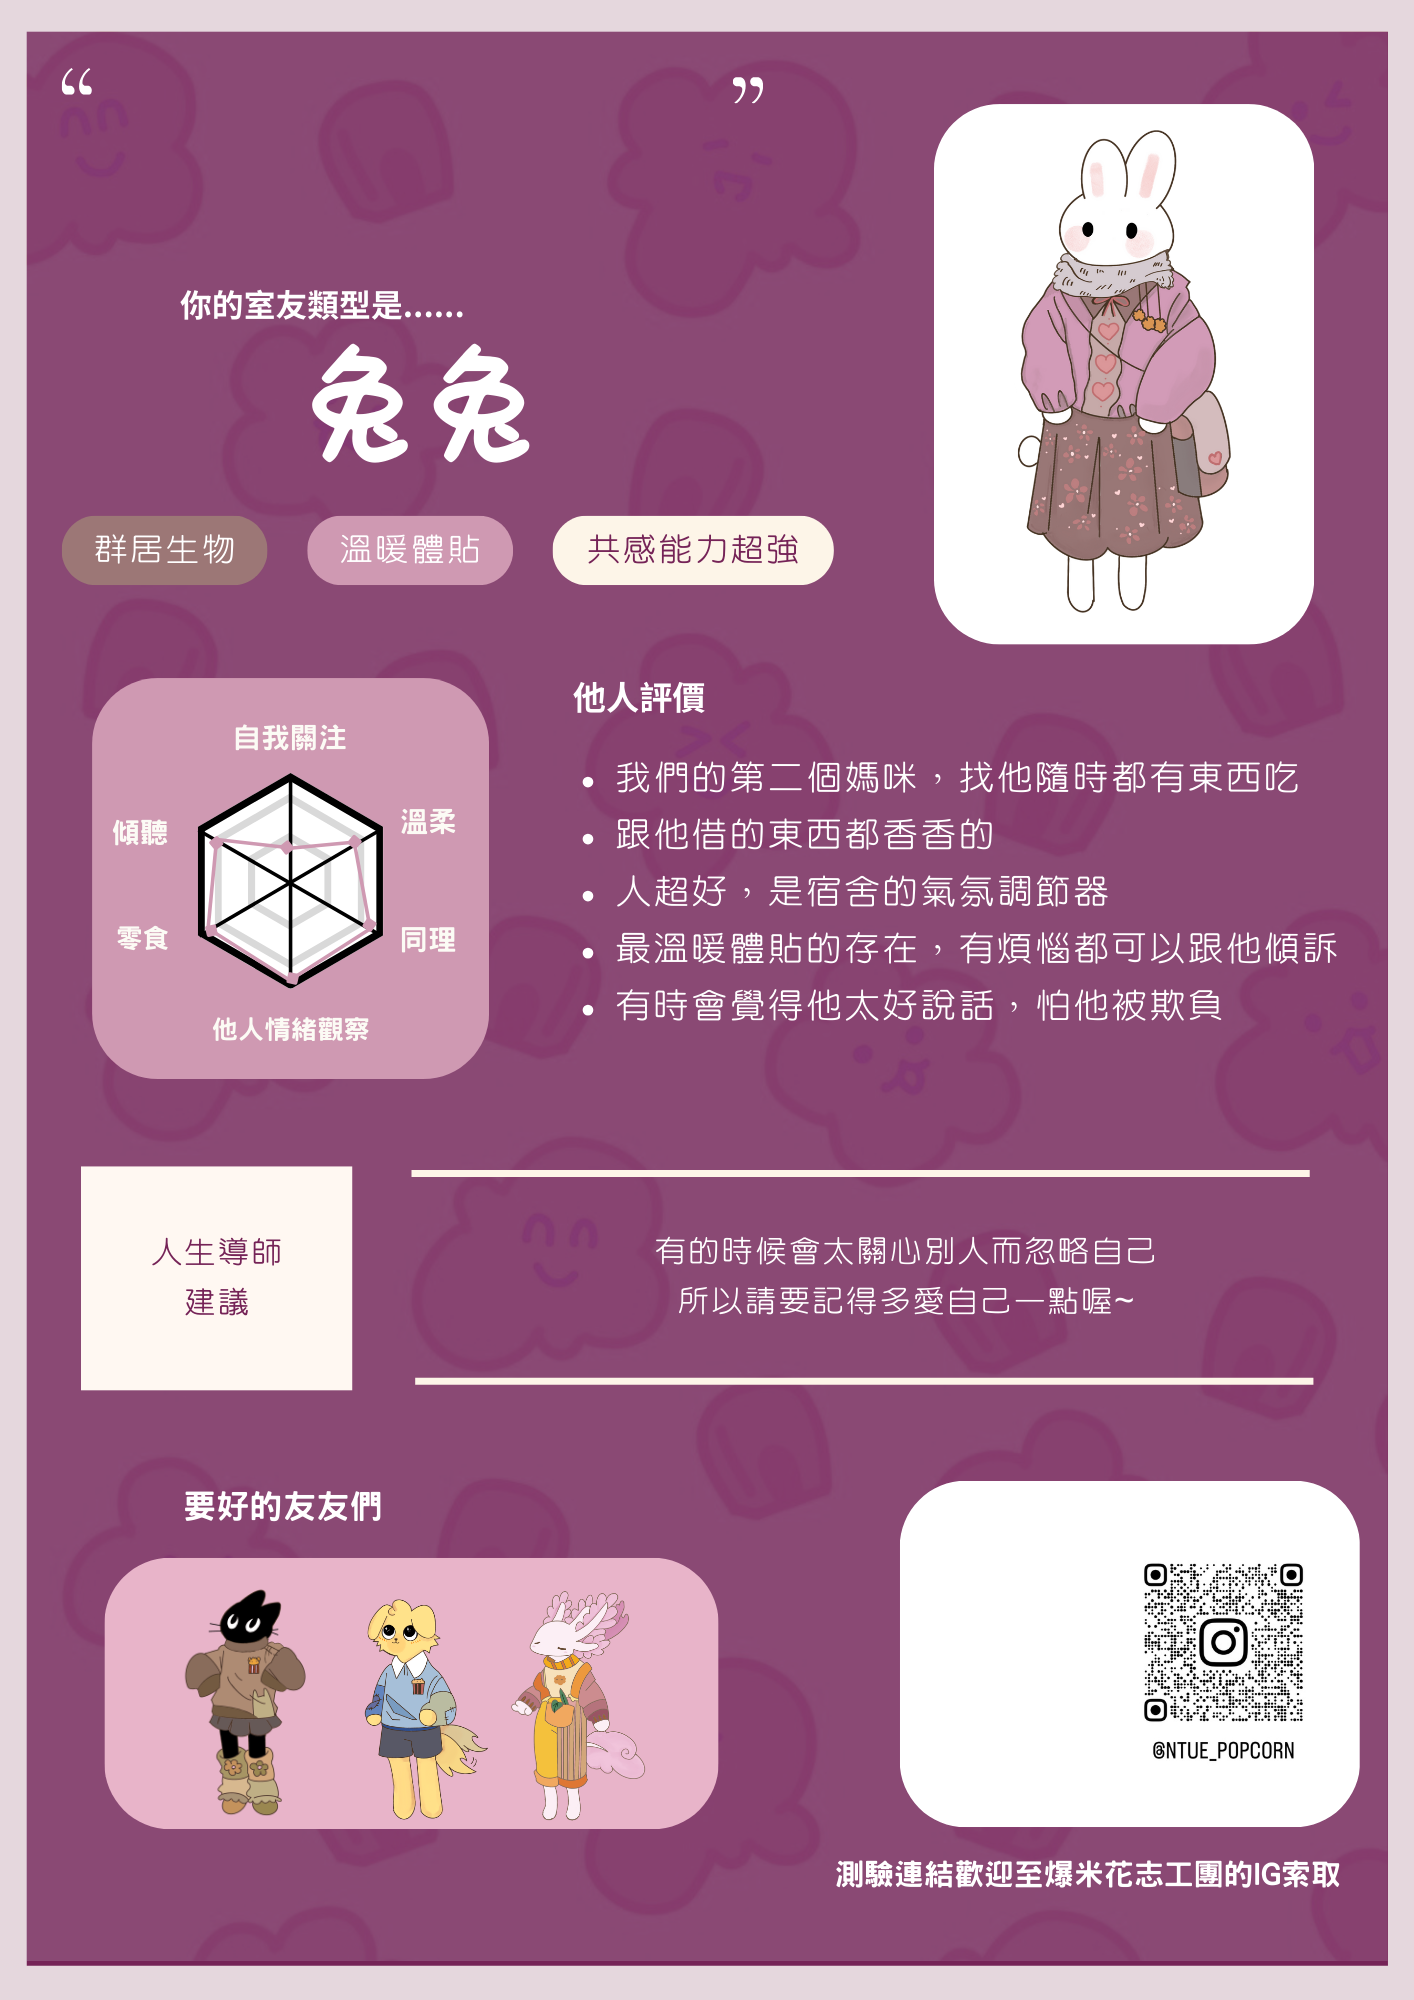 “ ”
你的室友類型是......
兔兔
群居生物
溫暖體貼
共感能力超強
自我關注
傾聽
溫柔
零食
同理
他人情緒觀察
他人評價
• 我們的第二個媽咪，找他隨時都有東西吃
• 跟他借的東西都香香的
• 人超好，是宿舍的氣氛調節器
• 最溫暖體貼的存在，有煩惱都可以跟他傾訴
• 有時會覺得他太好說話，怕他被欺負
人生導師
建議
有的時候會太關心別人而忽略自己
所以請要記得多愛自己一點喔~
要好的友友們
@NTUE_POPCORN
測驗連結歡迎至爆米花志工團的IG索取